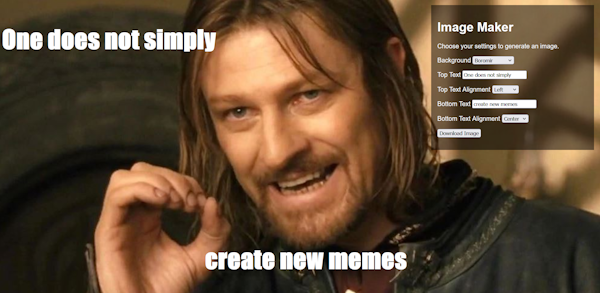 One does not simply
create new memes
Image Maker
Choose your settings to generate an image.
Background Boromir
Top Text One does not simply
Top Text Alignment Left
Bottom Text create new memes
Bottom Text Alignment Center
Download Image